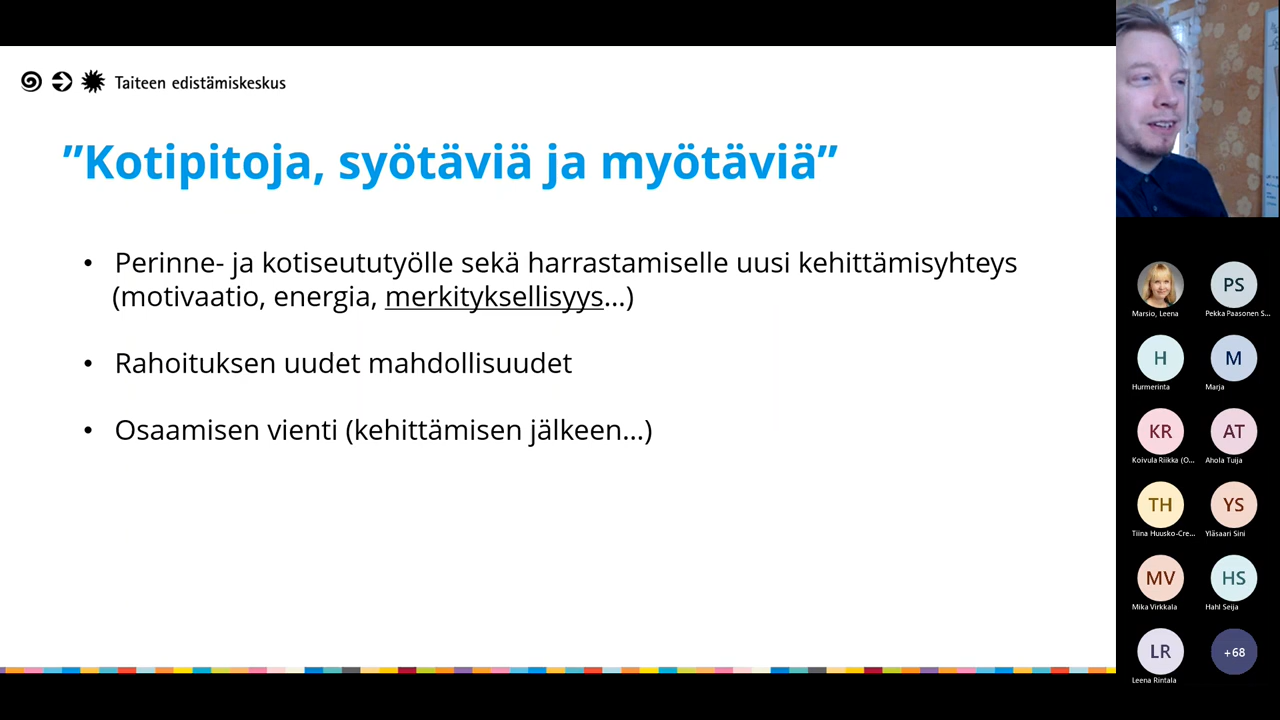 Taiteen edistämiskeskus
”Kotipitoja, syötäviä ja myötäviä”
• Perinne- ja kotiseututyölle sekä harrastamiselle uusi kehittämisyhteys
(motivaatio, energia, merkityksellisyys...)
• Rahoituksen uudet mahdollisuudet
• Osaamisen vienti (kehittämisen jälkeen...)
Marsio, Leena
PS
Pekka Paasonen S...
H
Hurmerinta
M
Marja
KR
Koivula Riikka (O...
AT
Ahola Tuija
TH
Tiina Huusko-Cre...
YS
Yläsaari Sini
MV
Mika Virkkala
HS
Hahl Seija
LR
Leena Rintala
+68